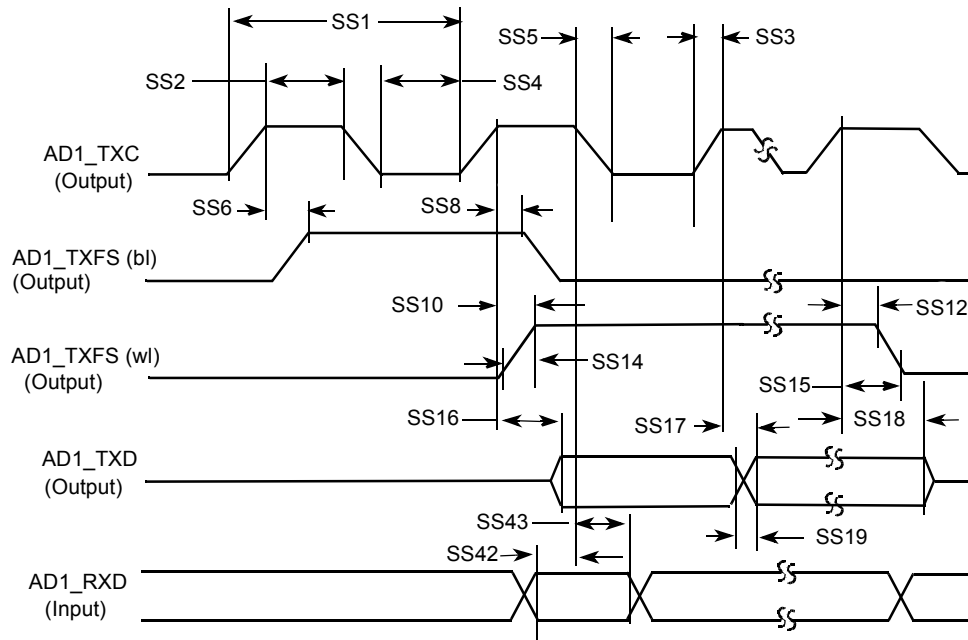 SS1
SS5
SS3
SS2
SS4
AD1_TXC
(Output)
SS6
SS8
AD1_TXFS (bl)
(Output)
SS10
SS12
AD1_TXFS (wl)
(Output)
SS14
SS15
SS16
SS17
SS18
AD1_TXD
(Output)
SS43
SS19
SS42
AD1_RXD
(Input)